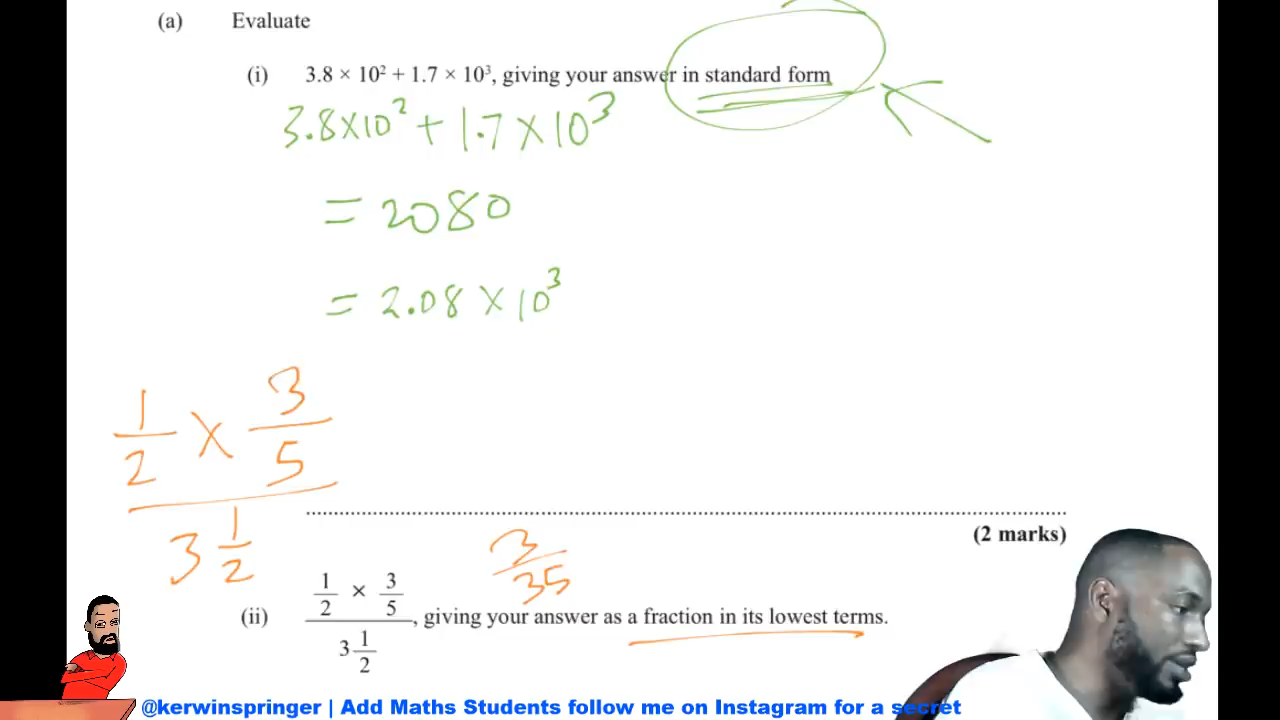 (a) Evaluate
(i) 3.8 × 10² + 1.7 × 10³, giving your answer in standard form
3.8×10² + 1.7 × 10³
= 2080
= 2.08 × 10³
1/2 × 3/5
3 1/2
(2 marks)
3/35
(ii) 1/2 × 3/5 / 3 1/2, giving your answer as a fraction in its lowest terms.
@kerwinspringer | Add Maths Students follow me on Instagram for a secret